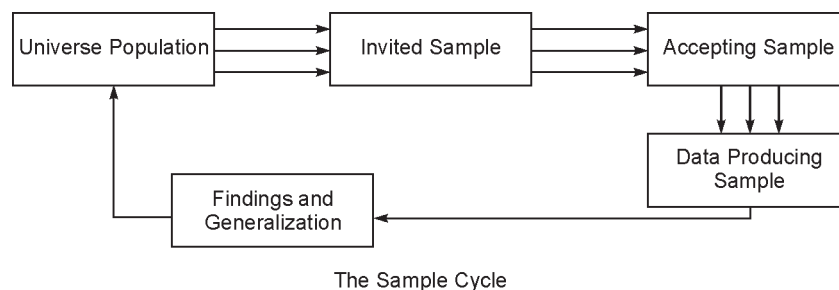 Universe Population
Invited Sample
Accepting Sample
Data Producing
Sample
Findings and
Generalization
The Sample Cycle